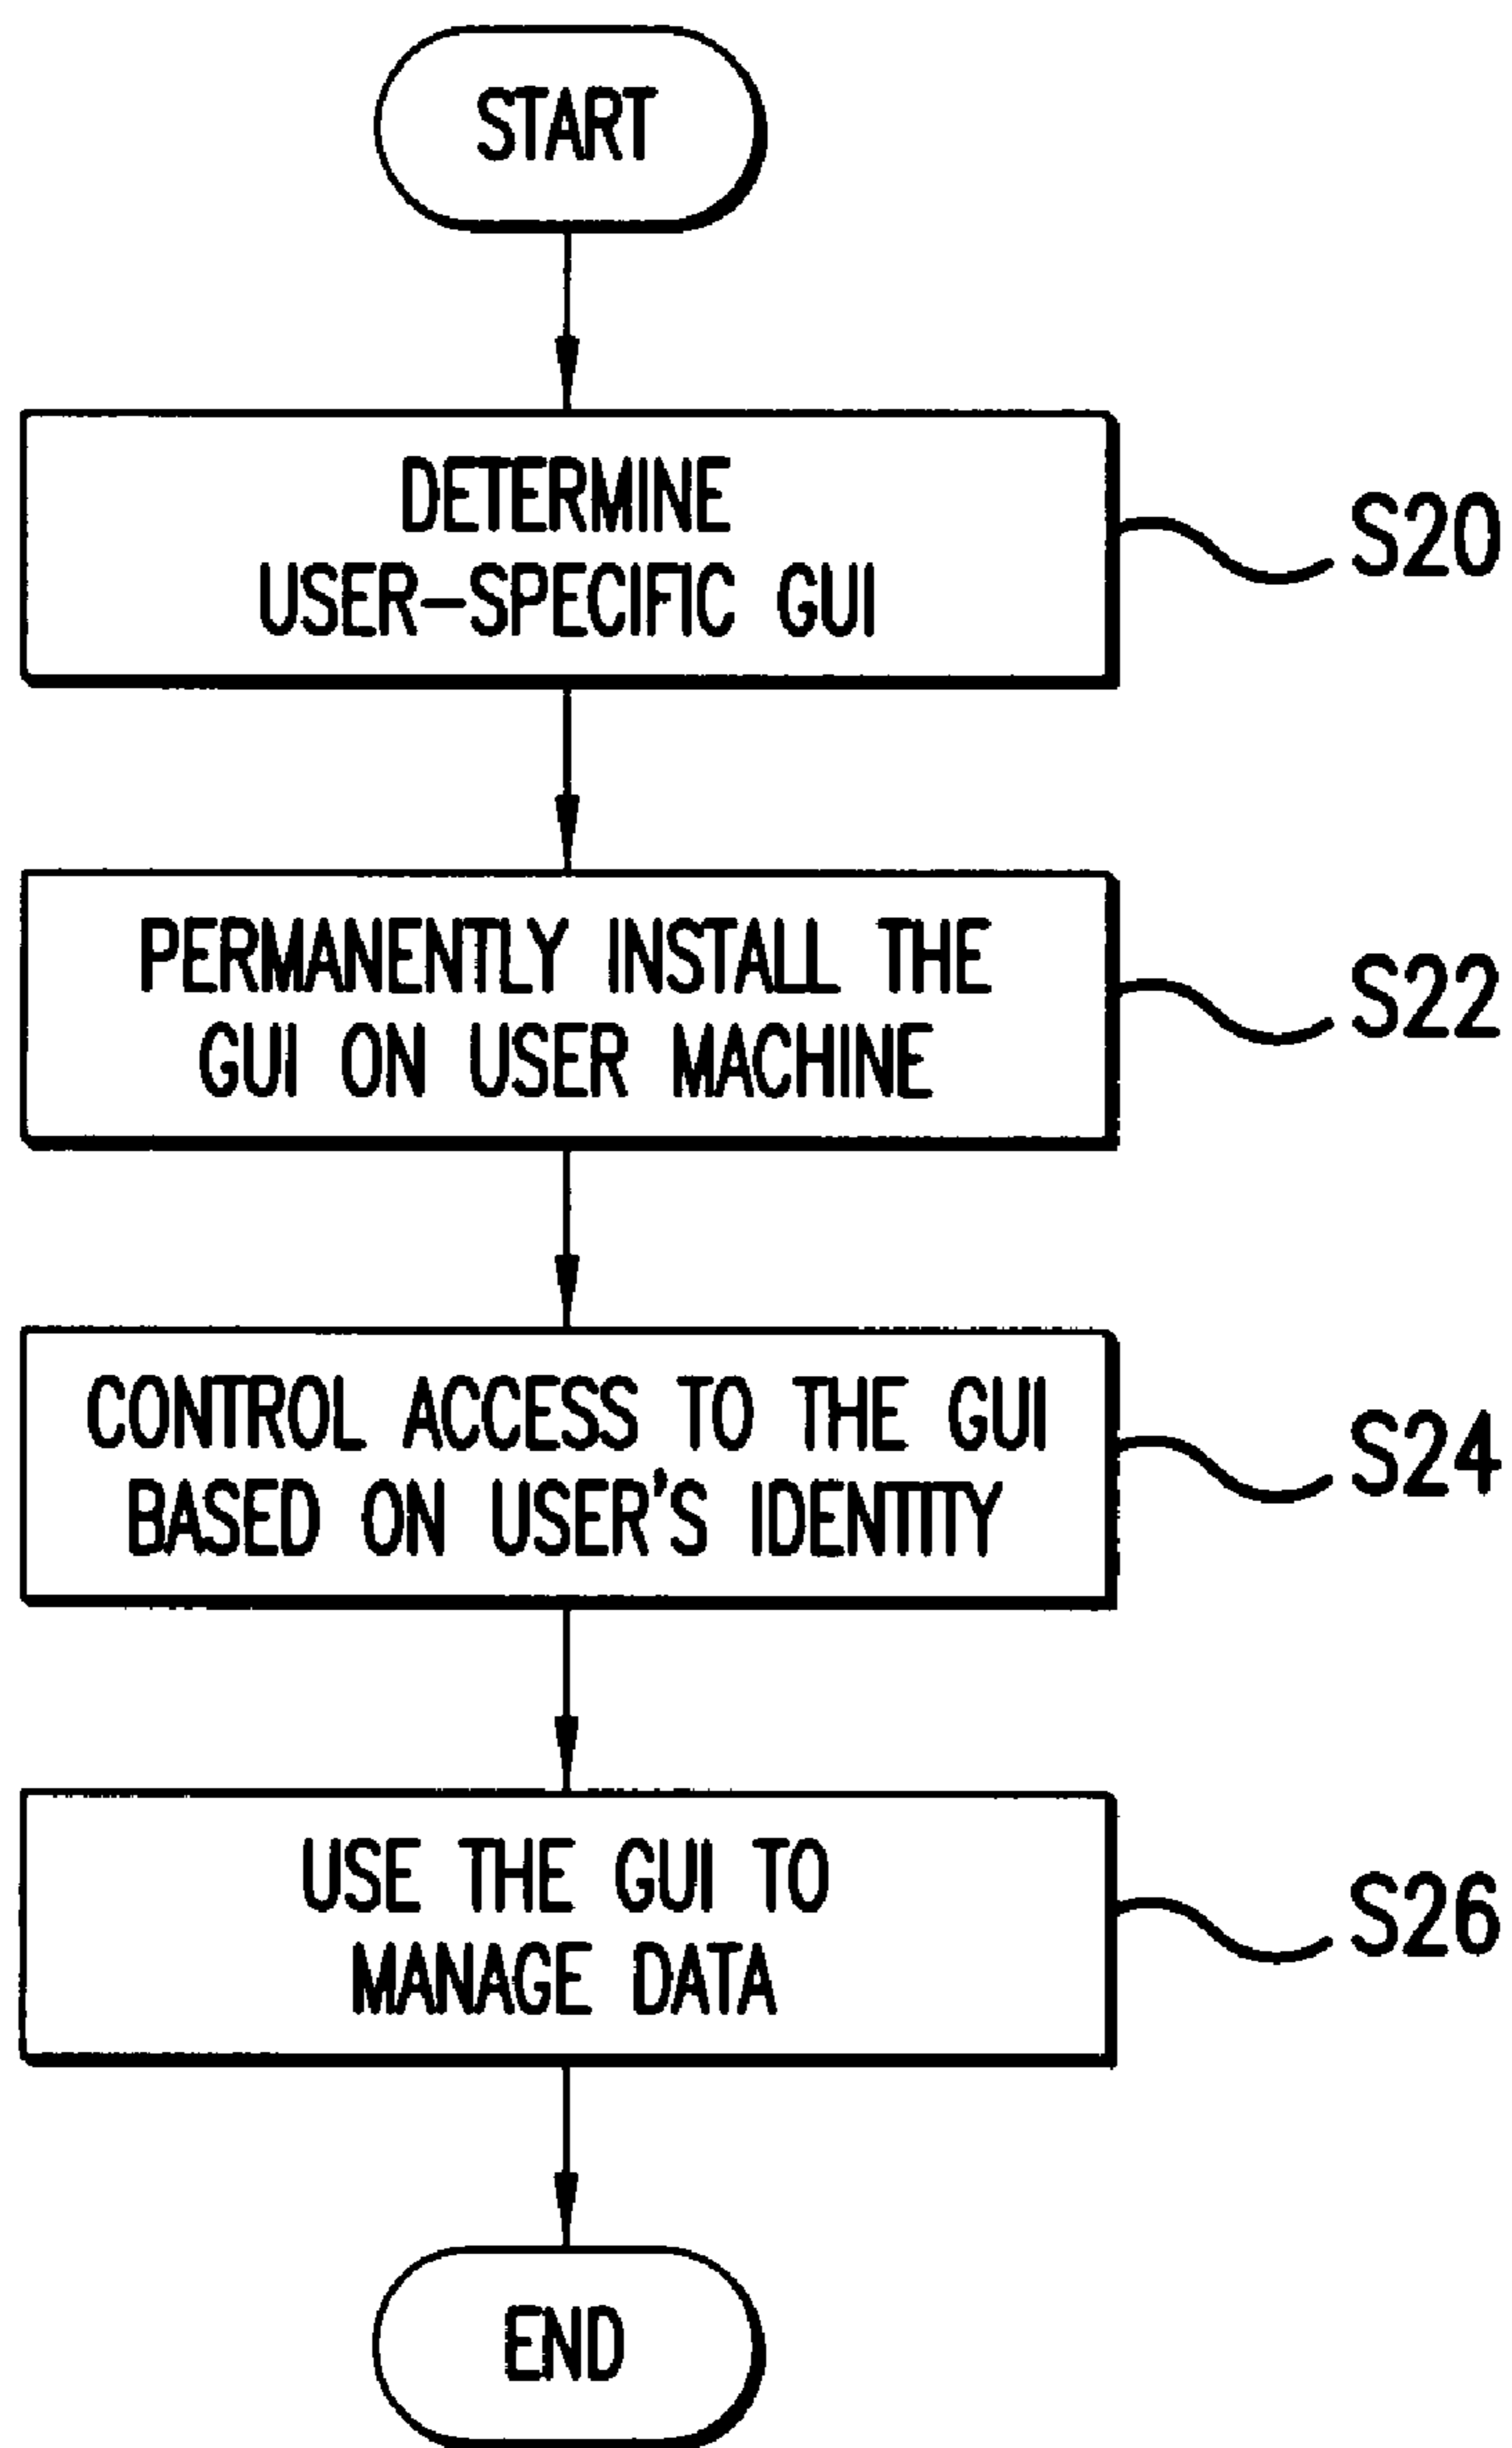 START
DETERMINE
USER-SPECIFIC GUI
S20
PERMANENTLY INSTALL THE
GUI ON USER MACHINE
S22
CONTROL ACCESS TO THE GUI
BASED ON USER'S IDENTITY
S24
USE THE GUI TO
MANAGE DATA
S26
END